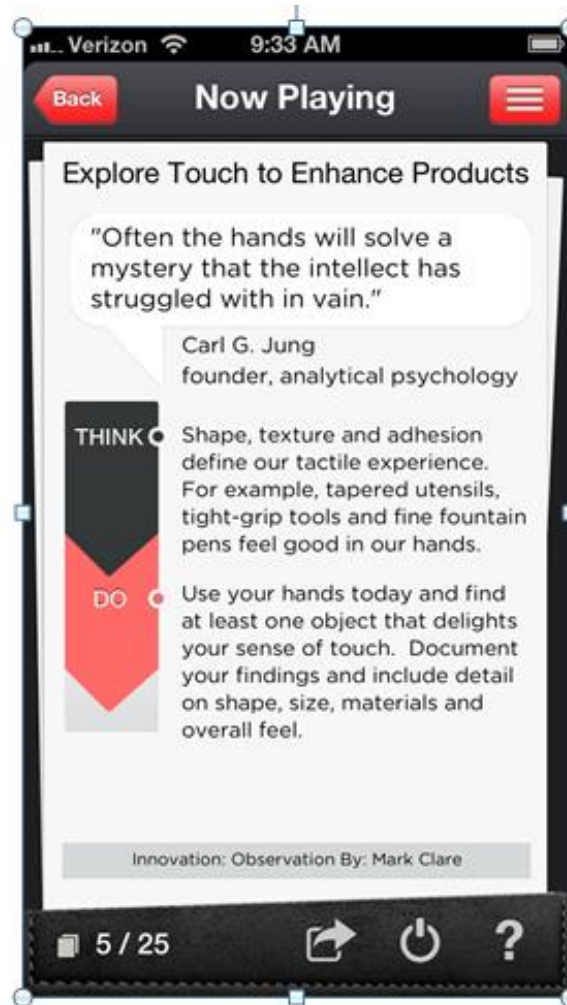 Verizon 9:33 AM
Back Now Playing
Explore Touch to Enhance Products
"Often the hands will solve a
mystery that the intellect has
struggled with in vain."
Carl G. Jung
founder, analytical psychology
THINK
Shape, texture and adhesion
define our tactile experience.
For example, tapered utensils,
tight-grip tools and fine fountain
pens feel good in our hands.
DO
Use your hands today and find
at least one object that delights
your sense of touch. Document
your findings and include detail
on shape, size, materials and
overall feel.
Innovation: Observation By: Mark Clare
5 / 25 ?